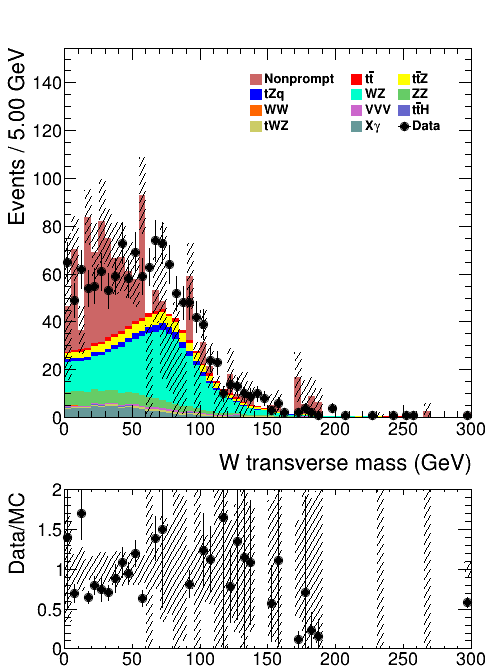 Events / 5.00 GeV
140
120
100
80
60
40
20
0
Nonprompt tt̄ tt̄Z
tZq WZ ZZ
WW VVV tt̄H
tWZ Xγ Data
0 50 100 150 200 250 300
W transverse mass (GeV)
Data/MC
2
1.5
1
0.5
0
0 50 100 150 200 250 300